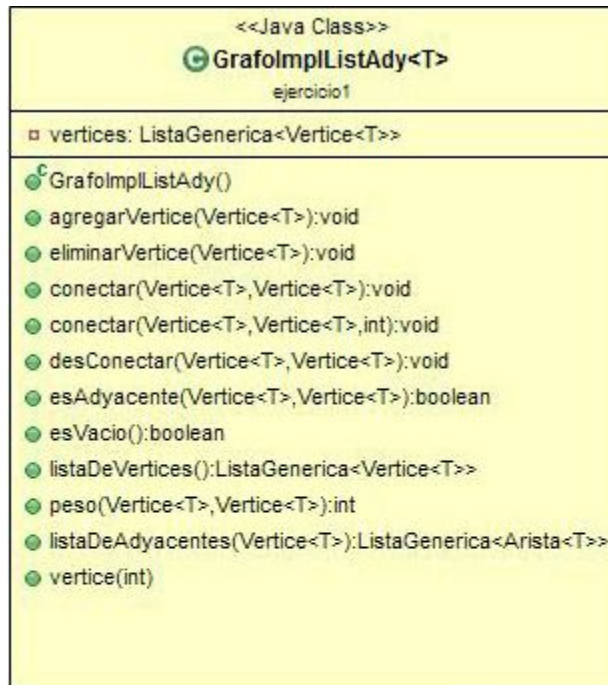 <<Java Class>>
GrafoImplListAdy<T>
ejercicio1
vertices: ListaGenerica<Vertice<T>>
GrafoImplListAdy()
agregarVertice(Vertice<T>):void
eliminarVertice(Vertice<T>):void
conectar(Vertice<T>,Vertice<T>):void
conectar(Vertice<T>,Vertice<T>,int):void
desConectar(Vertice<T>,Vertice<T>):void
esAdyacente(Vertice<T>,Vertice<T>):boolean
esVacio():boolean
listaDeVertices():ListaGenerica<Vertice<T>>
peso(Vertice<T>,Vertice<T>):int
listaDeAdyacentes(Vertice<T>):ListaGenerica<Arista<T>>
vertice(int)